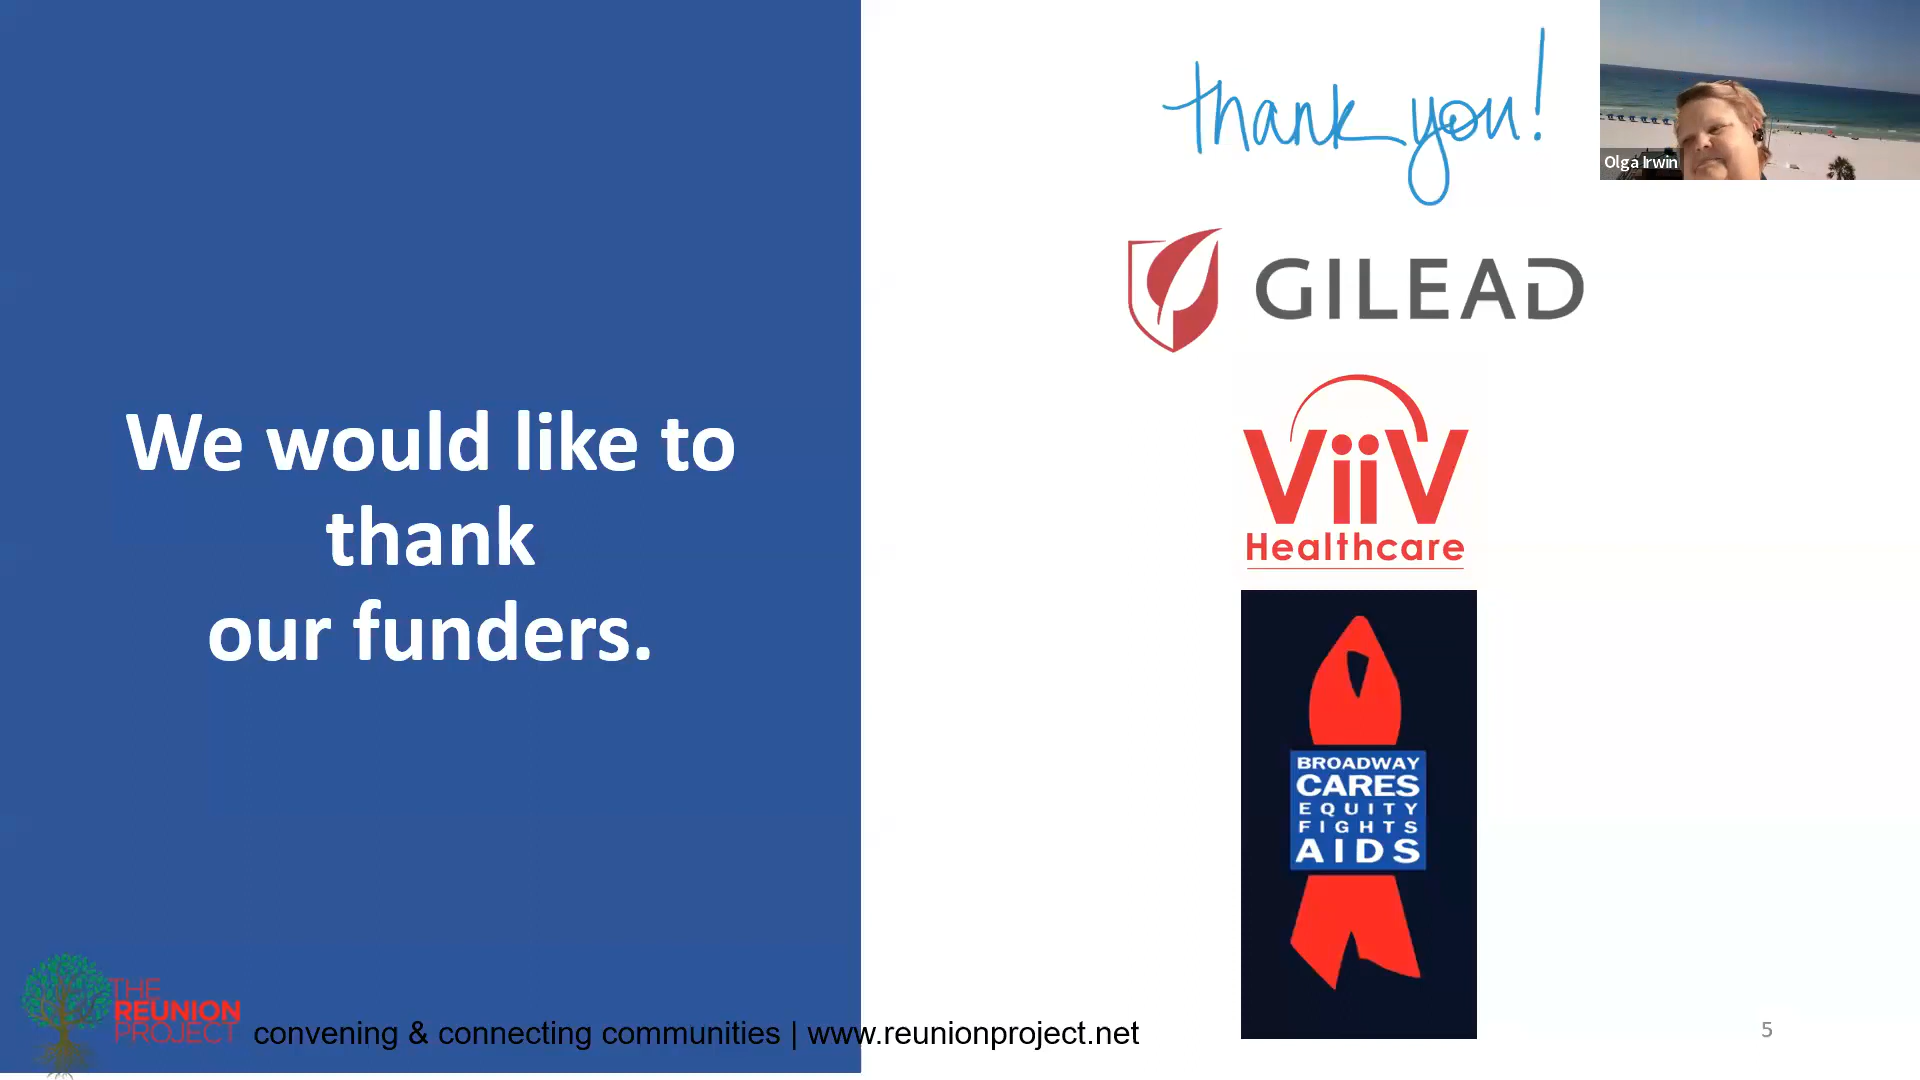 We would like to
thank
our funders.
thank you!
Olga Irwin
GILEAD
ViiV
Healthcare
BROADWAY
CARES
EQUITY
FIGHTS
AIDS
THE
REUNION
PROJECT
convening & connecting communities | www.reunionproject.net
5